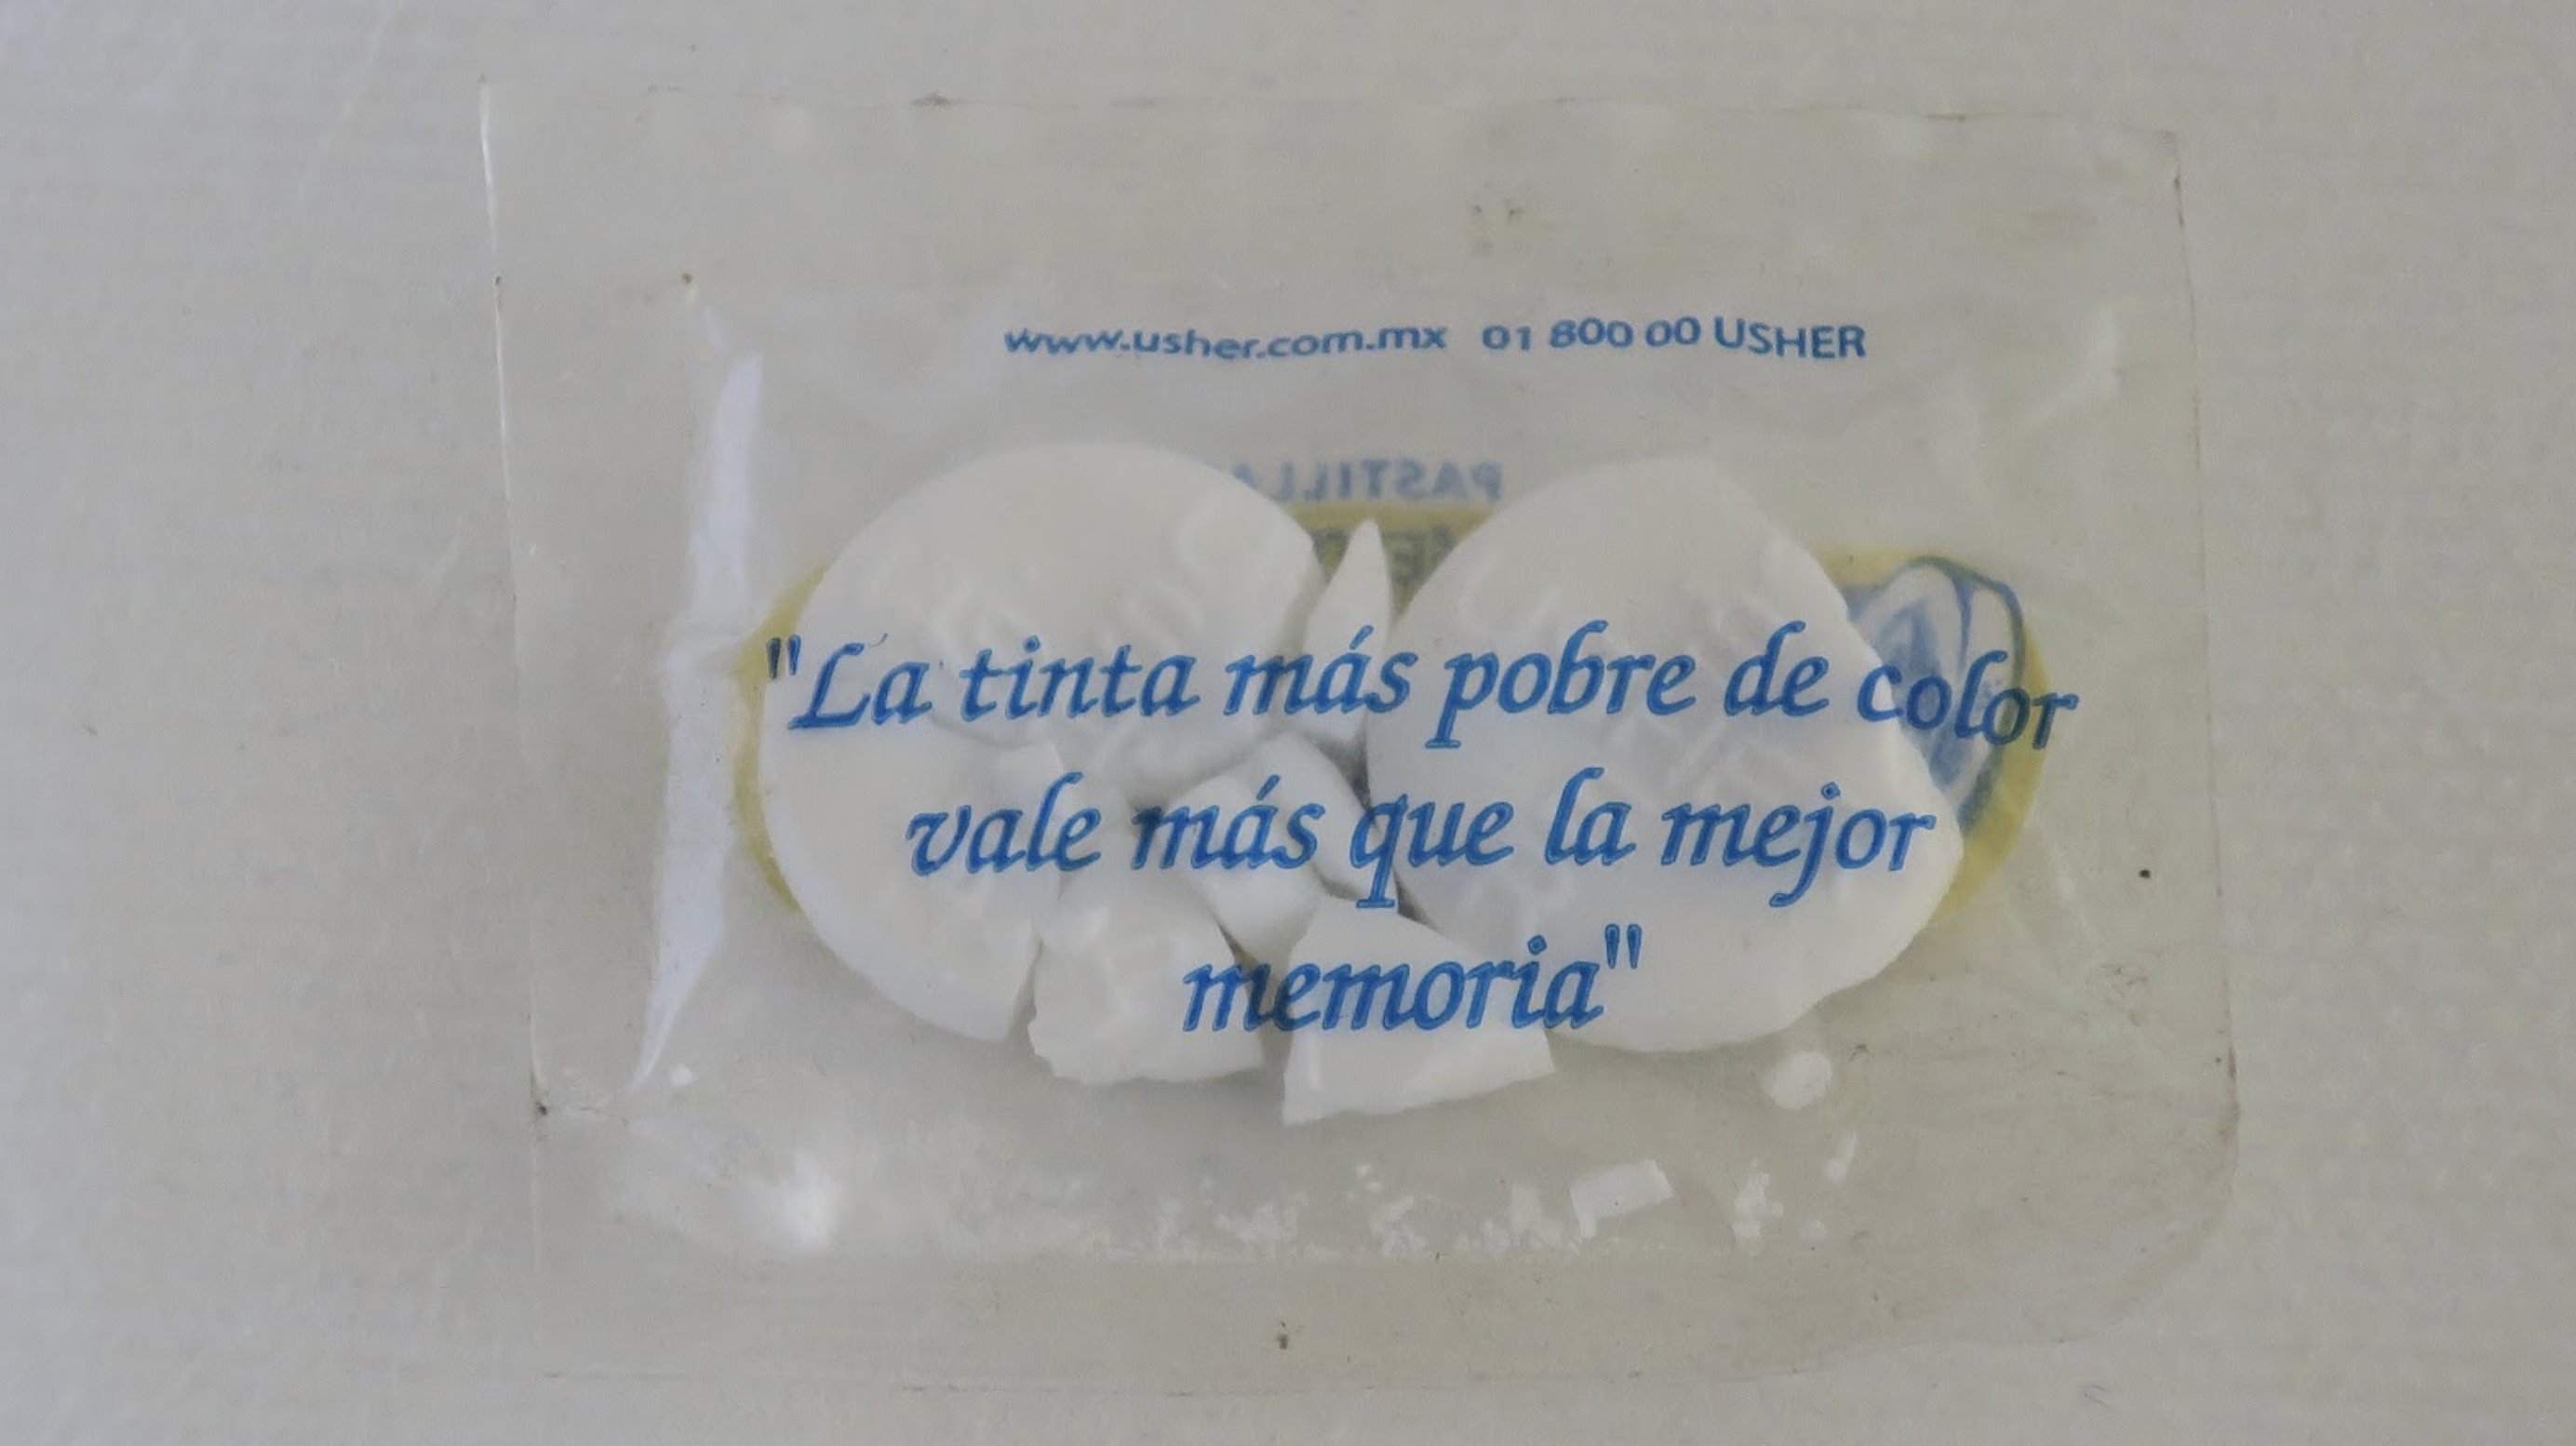 www.usher.com.mx 01 800 00 USHER
PASTILLA
"La tinta más pobre de color
vale más que la mejor
memoria"